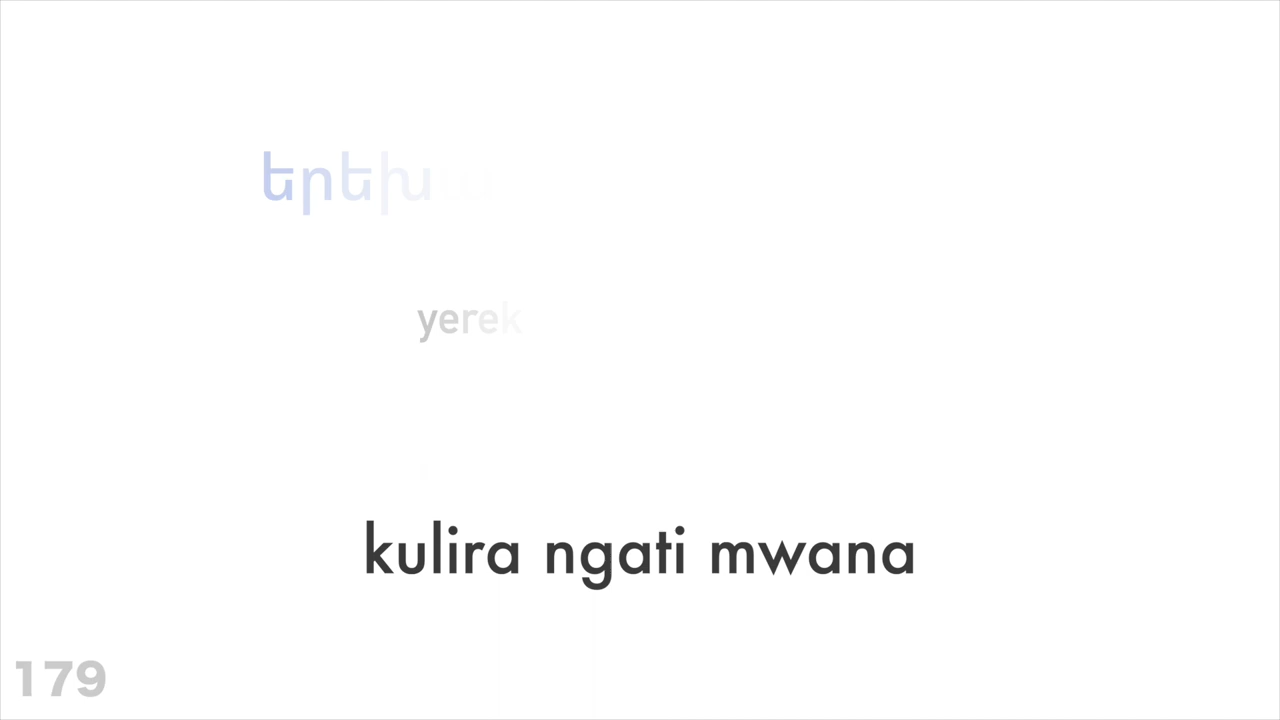 երեխա
yerek
kulira ngati mwana
179